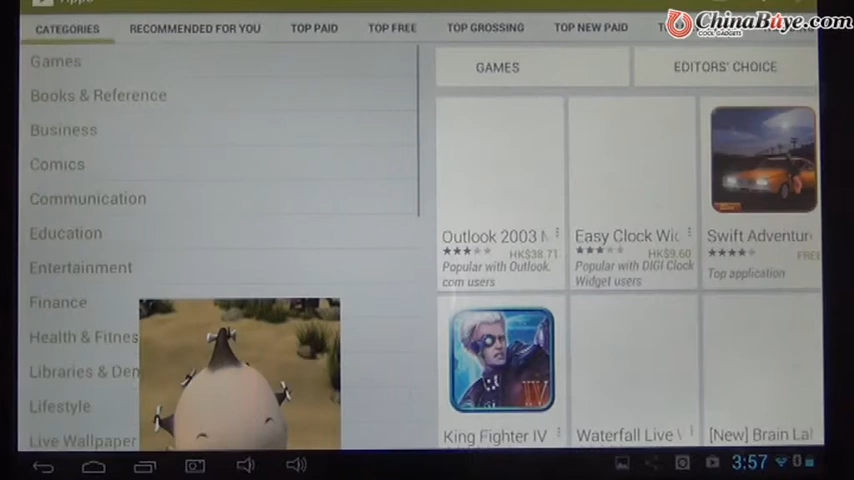 Apps
ChinaBuye.com
COOL GADGETS
CATEGORIES
RECOMMENDED FOR YOU
TOP PAID
TOP FREE
TOP GROSSING
TOP NEW PAID
Games
Books & Reference
Business
Comics
Communication
Education
Entertainment
Finance
Health & Fitnes
Libraries & Den
Lifestyle
Live Wallpaper
GAMES
EDITORS' CHOICE
Outlook 2003
HK$38.71
Popular with Outlook.
com users
Easy Clock Wid
HK$9.60
Popular with DIGI Clock
Widget users
Swift Adventur
FREE
Top application
King Fighter IV
Waterfall Live
[New] Brain Lal
IV
3:57